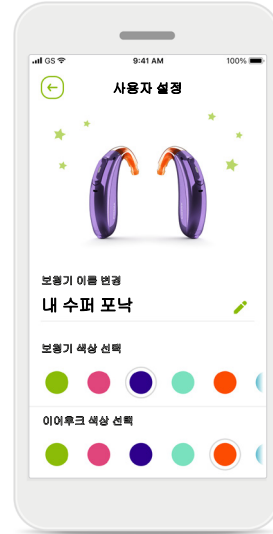 GS 9:41 AM 100%
사용자 설정
보청기 이름 변경
내 수퍼 포낙
보청기 색상 선택
이어후크 색상 선택